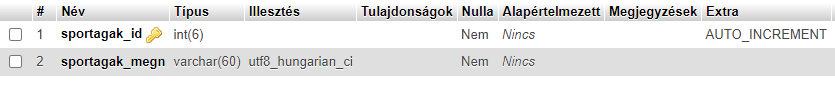 # Név Típus Illesztés Tulajdonságok Nulla Alapértelmezett Megjegyzések Extra
1 sportagak_id int(6) Nem Nincs AUTO_INCREMENT
2 sportagak_megn varchar(60) utf8_hungarian_ci Nem Nincs